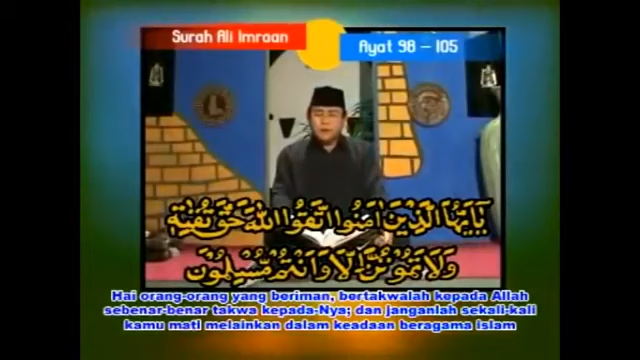 Surah Ali Imraan
Ayat 98 – 105
يَٰٓأَيُّهَا ٱلَّذِينَ ءَامَنُوا۟ ٱتَّقُوا۟ ٱللَّهَ حَقَّ تُقَاتِهِۦ
وَلَا تَمُوتُنَّ إِلَّا وَأَنتُم مُّسْلِمُونَ
Hai orang-orang yang beriman, bertakwalah kepada Allah
sebenar-benar takwa kepada-Nya; dan janganlah sekali-kali
kamu mati melainkan dalam keadaan beragama Islam